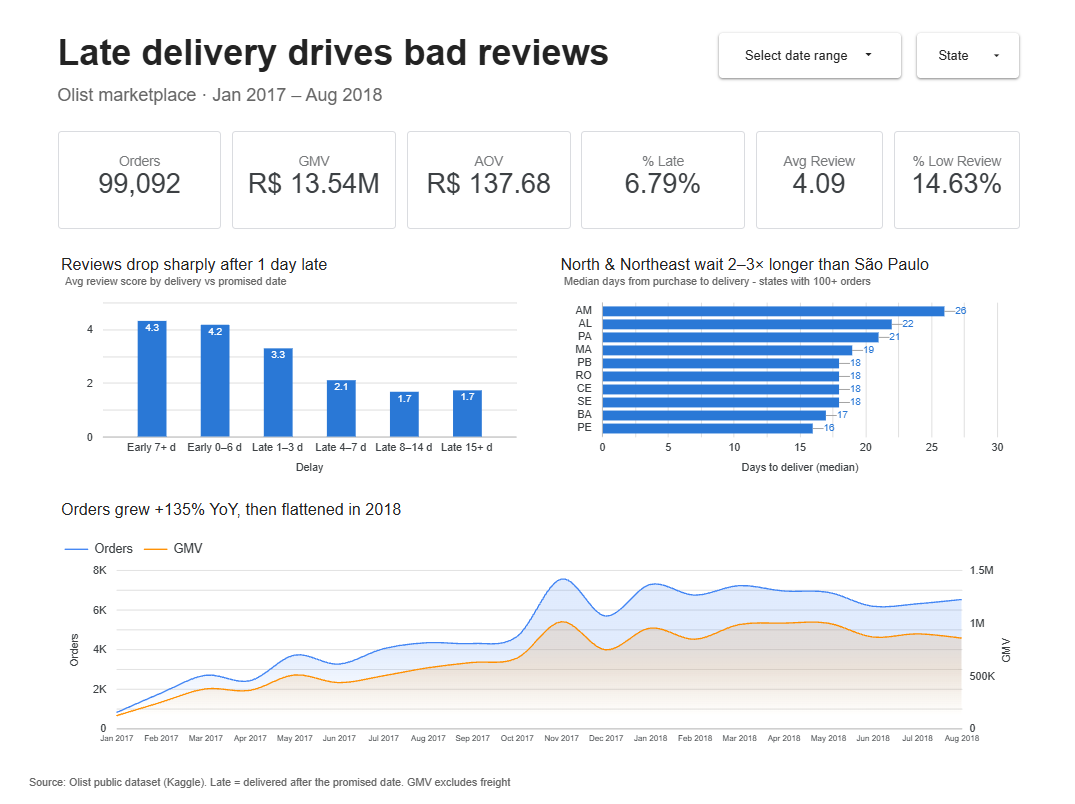 Late delivery drives bad reviews
Select date range
State
Olist marketplace · Jan 2017 – Aug 2018
Orders
99,092
GMV
R$ 13.54M
AOV
R$ 137.68
% Late
6.79%
Avg Review
4.09
% Low Review
14.63%
Reviews drop sharply after 1 day late
Avg review score by delivery vs promised date
4
2
0
4.3
4.2
3.3
2.1
1.7
1.7
Early 7+ d
Early 0–6 d
Late 1–3 d
Late 4–7 d
Late 8–14 d
Late 15+ d
Delay
North & Northeast wait 2–3× longer than São Paulo
Median days from purchase to delivery - states with 100+ orders
AM 26
AL 22
PA 21
MA 19
PB 18
RO 18
CE 18
SE 18
BA 17
PE 16
0 5 10 15 20 25 30
Days to deliver (median)
Orders grew +135% YoY, then flattened in 2018
Orders
GMV
8K
6K
4K
2K
0
Orders
1.5M
1M
500K
0
GMV
Jan 2017 Feb 2017 Mar 2017 Apr 2017 May 2017 Jun 2017 Jul 2017 Aug 2017 Sep 2017 Oct 2017 Nov 2017 Dec 2017 Jan 2018 Feb 2018 Mar 2018 Apr 2018 May 2018 Jun 2018 Jul 2018 Aug 2018
Source: Olist public dataset (Kaggle). Late = delivered after the promised date. GMV excludes freight